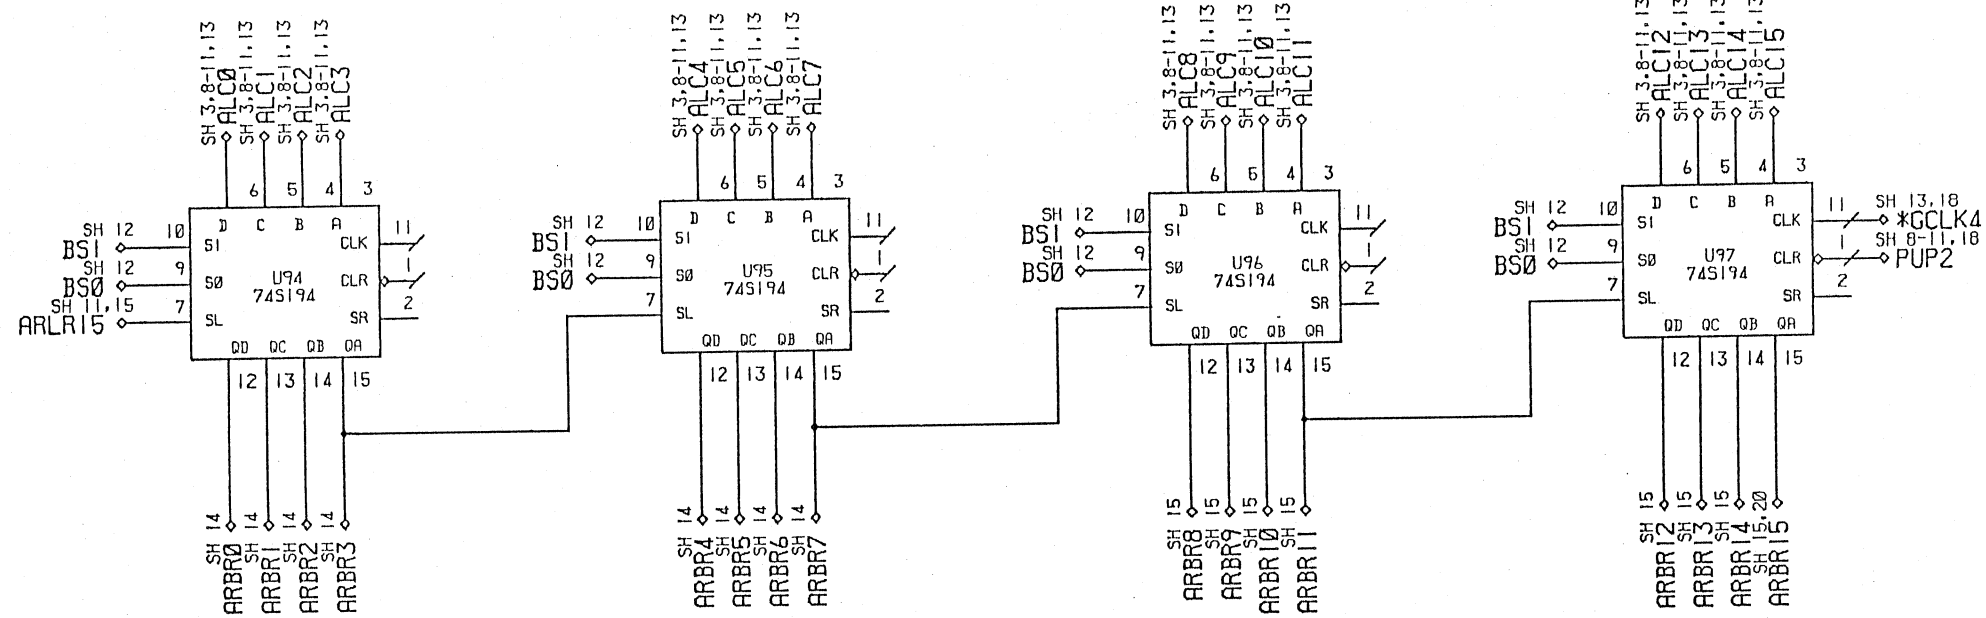 SH 3,8-11,13
ALC0
SH 3,8-11,13
ALC1
SH 3,8-11,13
ALC2
SH 3,8-11,13
ALC3
6
5
4
3
D
C
B
A
SH 12
BS1
10
S1
SH 12
BS0
9
S0
SH 11,15
ARLR15
7
SL
U94
74S194
CLK
11
CLR
1
SR
2
QD
QC
QB
QA
12
13
14
15
SH 14
ARBR0
SH 14
ARBR1
SH 14
ARBR2
SH 14
ARBR3
SH 3,8-11,13
ALC4
SH 3,8-11,13
ALC5
SH 3,8-11,13
ALC6
SH 3,8-11,13
ALC7
6
5
4
3
D
C
B
A
SH 12
BS1
10
S1
SH 12
BS0
9
S0
7
SL
U95
74S194
CLK
11
CLR
1
SR
2
QD
QC
QB
QA
12
13
14
15
SH 14
ARBR4
SH 14
ARBR5
SH 14
ARBR6
SH 14
ARBR7
SH 3,8-11,13
ALC8
SH 3,8-11,13
ALC9
SH 3,8-11,13
ALC10
SH 3,8-11,13
ALC11
6
5
4
3
D
C
B
A
SH 12
BS1
10
S1
SH 12
BS0
9
S0
7
SL
U96
74S194
CLK
11
CLR
1
SR
2
QD
QC
QB
QA
12
13
14
15
SH 15
ARBR8
SH 15
ARBR9
SH 15
ARBR10
SH 15
ARBR11
SH 3,8-11,13
ALC12
SH 3,8-11,13
ALC13
SH 3,8-11,13
ALC14
SH 3,8-11,13
ALC15
6
5
4
3
D
C
B
A
SH 12
BS1
10
S1
SH 12
BS0
9
S0
7
SL
U97
74S194
CLK
11
SH 13,18
*GCLK4
CLR
1
SH 8-11,18
PUP2
SR
2
QD
QC
QB
QA
12
13
14
15
SH 15
ARBR12
SH 15
ARBR13
SH 15
ARBR14
SH 15,20
ARBR15